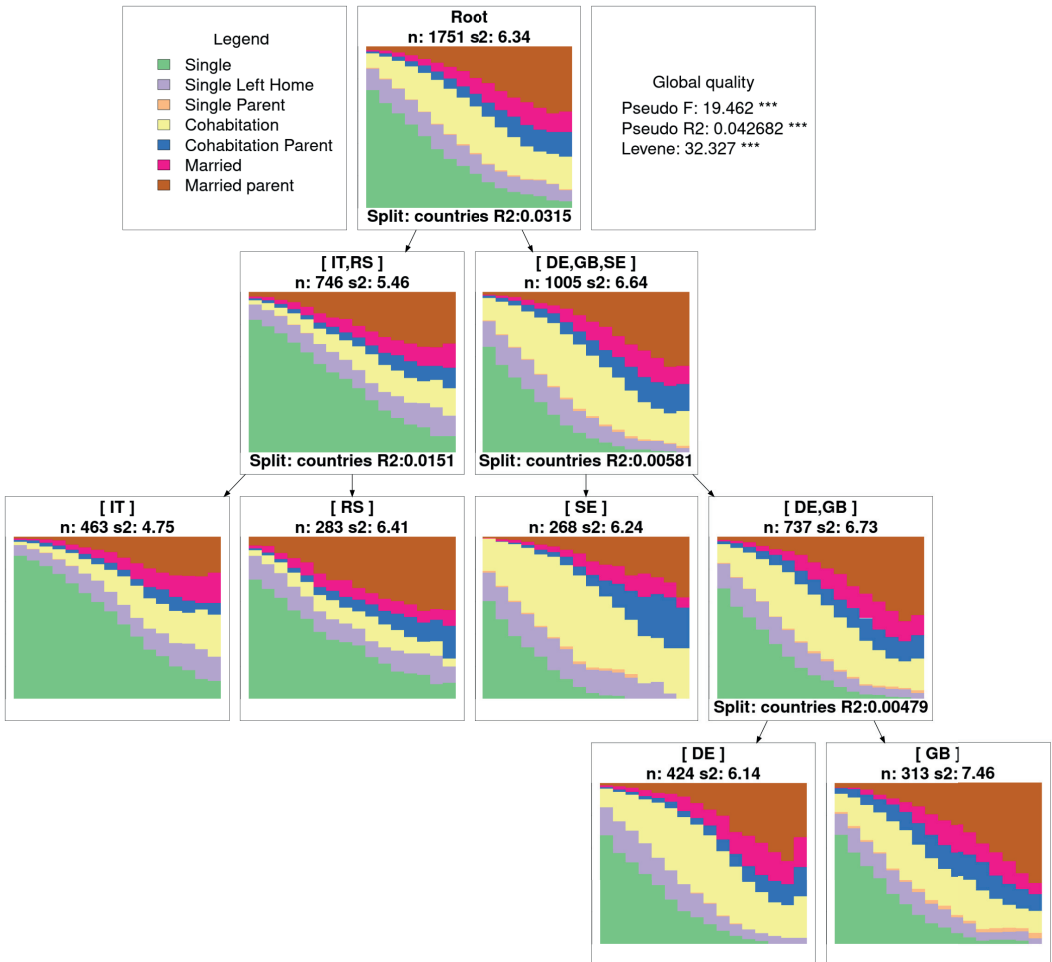 Legend
Single
Single Left Home
Single Parent
Cohabitation
Cohabitation Parent
Married
Married parent
Root
n: 1751 s2: 6.34
Split: countries R2:0.0315
Global quality
Pseudo F: 19.462 ***
Pseudo R2: 0.042682 ***
Levene: 32.327 ***
[ IT,RS ]
n: 746 s2: 5.46
Split: countries R2:0.0151
[ DE,GB,SE ]
n: 1005 s2: 6.64
Split: countries R2:0.00581
[ IT ]
n: 463 s2: 4.75
[ RS ]
n: 283 s2: 6.41
[ SE ]
n: 268 s2: 6.24
[ DE,GB ]
n: 737 s2: 6.73
Split: countries R2:0.00479
[ DE ]
n: 424 s2: 6.14
[ GB ]
n: 313 s2: 7.46